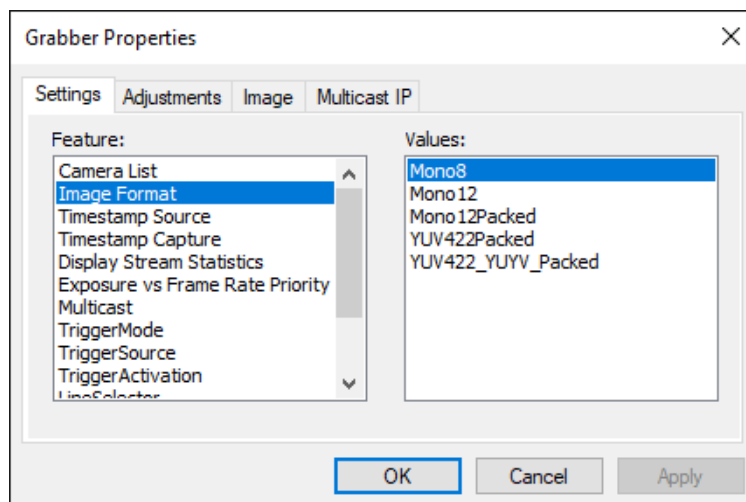 Grabber Properties
Settings Adjustments Image Multicast IP
Feature:
Camera List
Image Format
Timestamp Source
Timestamp Capture
Display Stream Statistics
Exposure vs Frame Rate Priority
Multicast
TriggerMode
TriggerSource
TriggerActivation
LineSelector
Values:
Mono8
Mono12
Mono12Packed
YUV422Packed
YUV422_YUYV_Packed
OK Cancel Apply